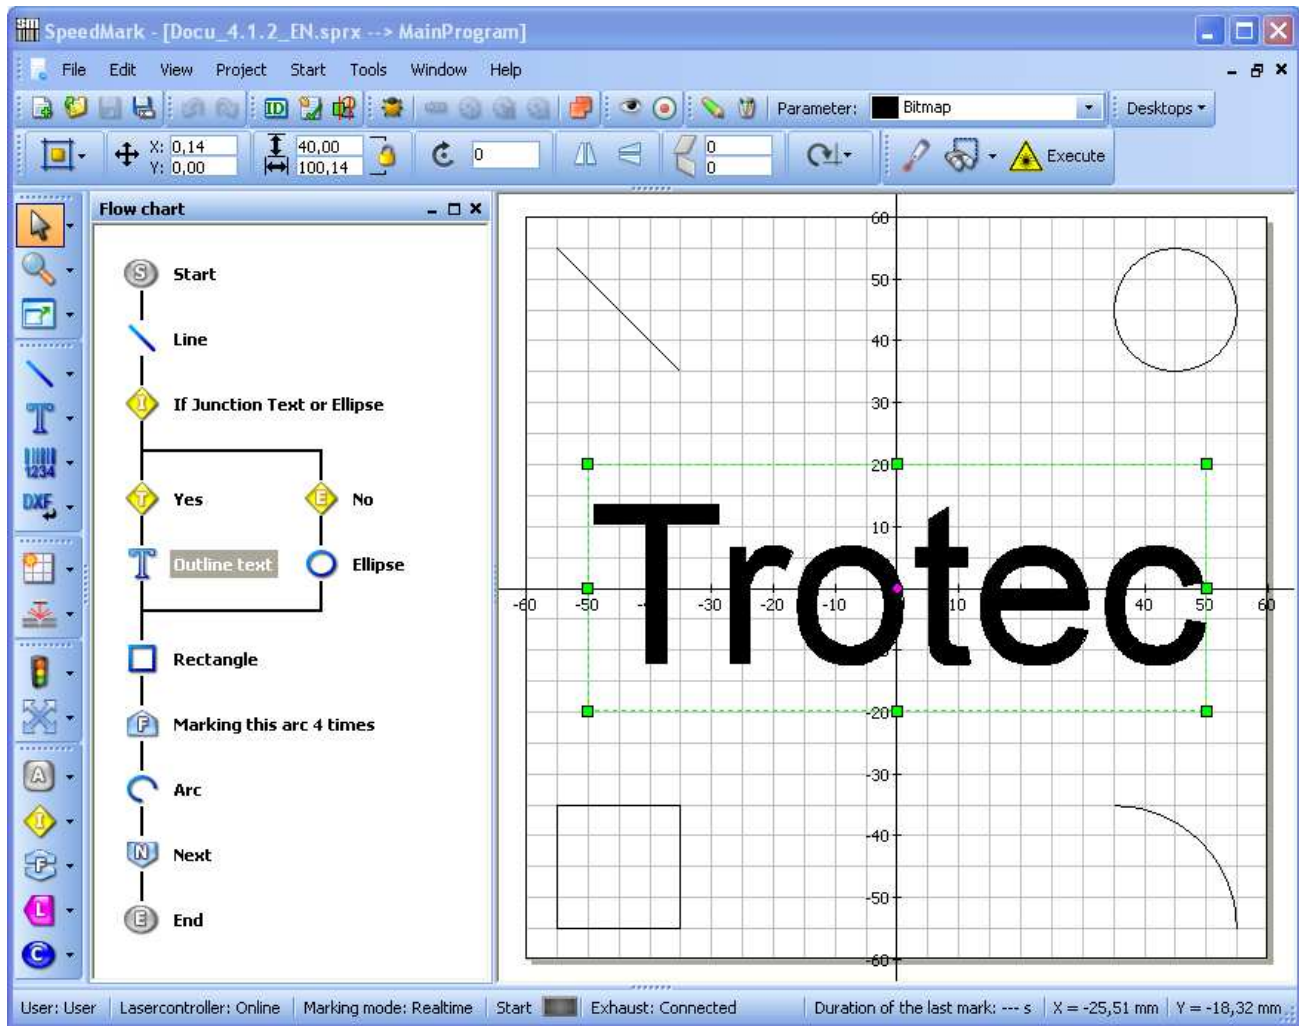 SpeedMark - [Docu_4.1.2_EN.sprx --> MainProgram]
File Edit View Project Start Tools Window Help
ID Parameter: Bitmap Desktops
X: 0,14 40,00 0 0 Execute
Y: 0,00 100,14 0
Flow chart
S Start
Line
I If Junction Text or Ellipse
T Yes E No
T Outline text Ellipse
Rectangle
F Marking this arc 4 times
Arc
N Next
E End
T
1234
DXF
A
I
F
L
C
60
50
40
30
20
10
-60 -50 -30 -20 -10 0 10 40 50 60
Trotec
-20
-30
-40
-50
-60
User: User Lasercontroller: Online Marking mode: Realtime Start Exhaust: Connected Duration of the last mark: --- s X = -25,51 mm Y = -18,32 mm